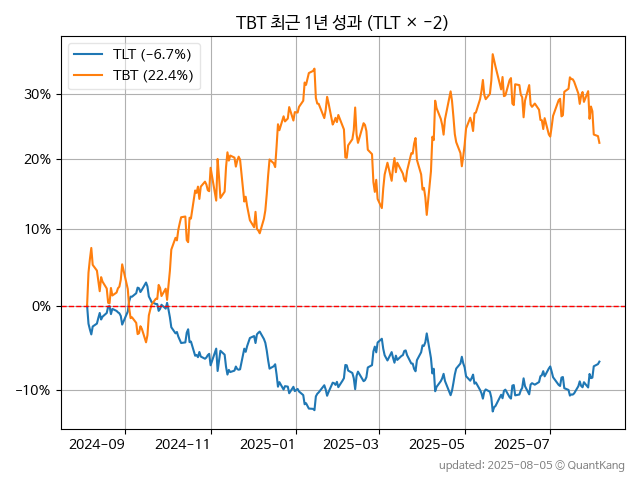 TBT 최근 1년 성과 (TLT × −2)
TLT (−6.7%)
TBT (22.4%)
30%
20%
10%
0%
−10%
2024-09
2024-11
2025-01
2025-03
2025-05
2025-07
updated: 2025-08-05 © QuantKang